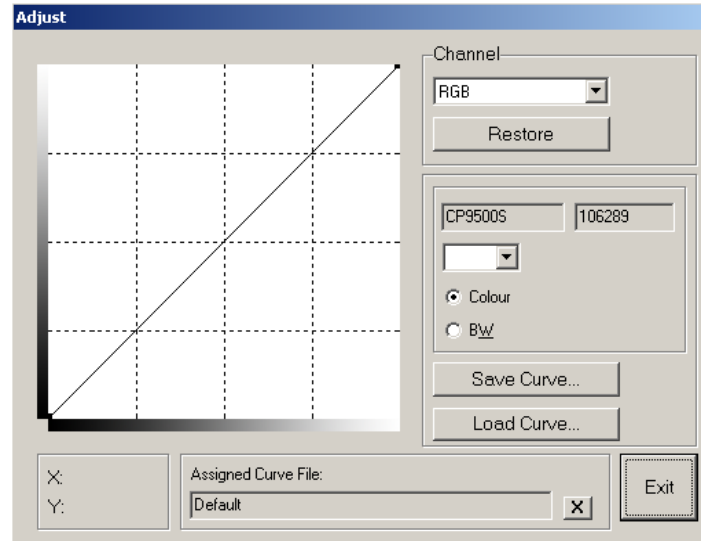 Adjust
Channel
RGB
Restore
CP9500S 106289
Colour
BW
Save Curve...
Load Curve...
X:
Y:
Assigned Curve File:
Default
X
Exit